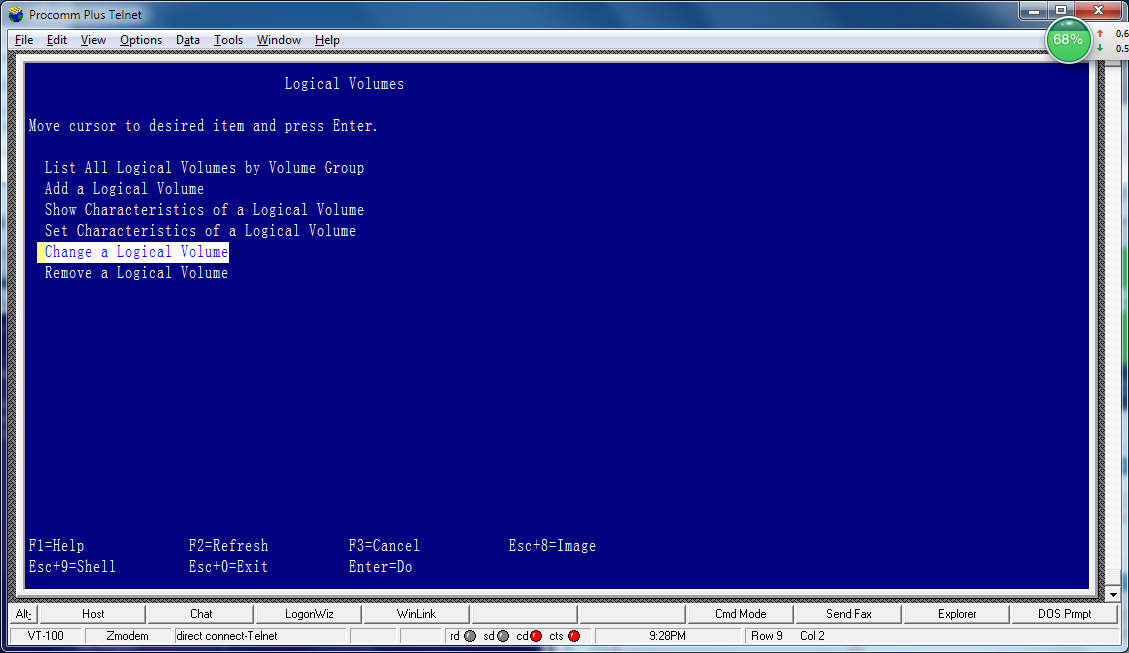 Procomm Plus Telnet
File Edit View Options Data Tools Window Help
68% 0.6
0.5
Logical Volumes
Move cursor to desired item and press Enter.
List All Logical Volumes by Volume Group
Add a Logical Volume
Show Characteristics of a Logical Volume
Set Characteristics of a Logical Volume
Change a Logical Volume
Remove a Logical Volume
F1=Help F2=Refresh F3=Cancel Esc+8=Image
Esc+9=Shell Esc+0=Exit Enter=Do
Alt- Host Chat LogonWiz WinLink Cmd Mode Send Fax Explorer DOS Prmpt
VT-100 Zmodem direct connect-Telnet rd sd cd cts 9:28PM Row 9 Col 2